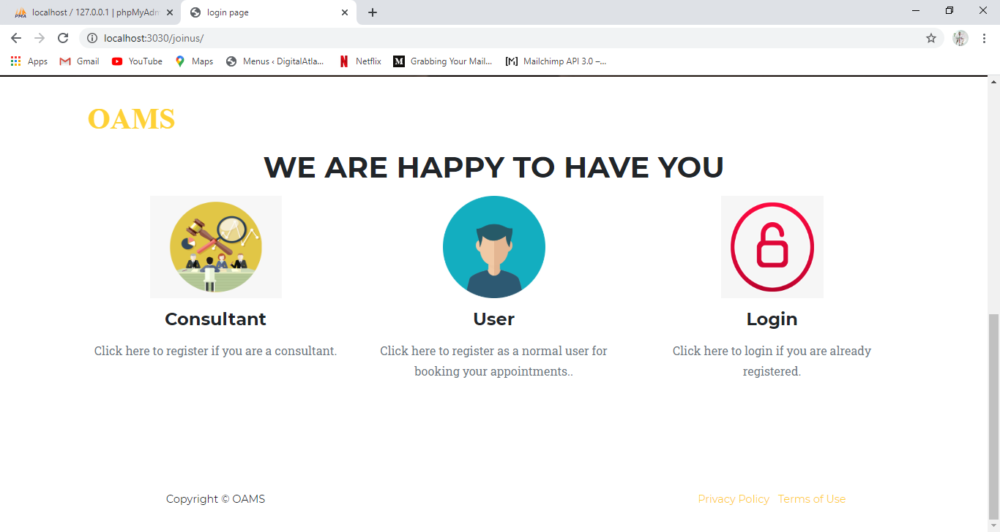 localhost / 127.0.0.1 | phpMyAdm
login page
localhost:3030/joinus/
Apps
Gmail
YouTube
Maps
Menus ‹ DigitalAtla...
Netflix
Grabbing Your Mail...
Mailchimp API 3.0 –...
OAMS
WE ARE HAPPY TO HAVE YOU
Consultant
Click here to register if you are a consultant.
User
Click here to register as a normal user for
booking your appointments..
Login
Click here to login if you are already
registered.
Copyright © OAMS
Privacy Policy
Terms of Use